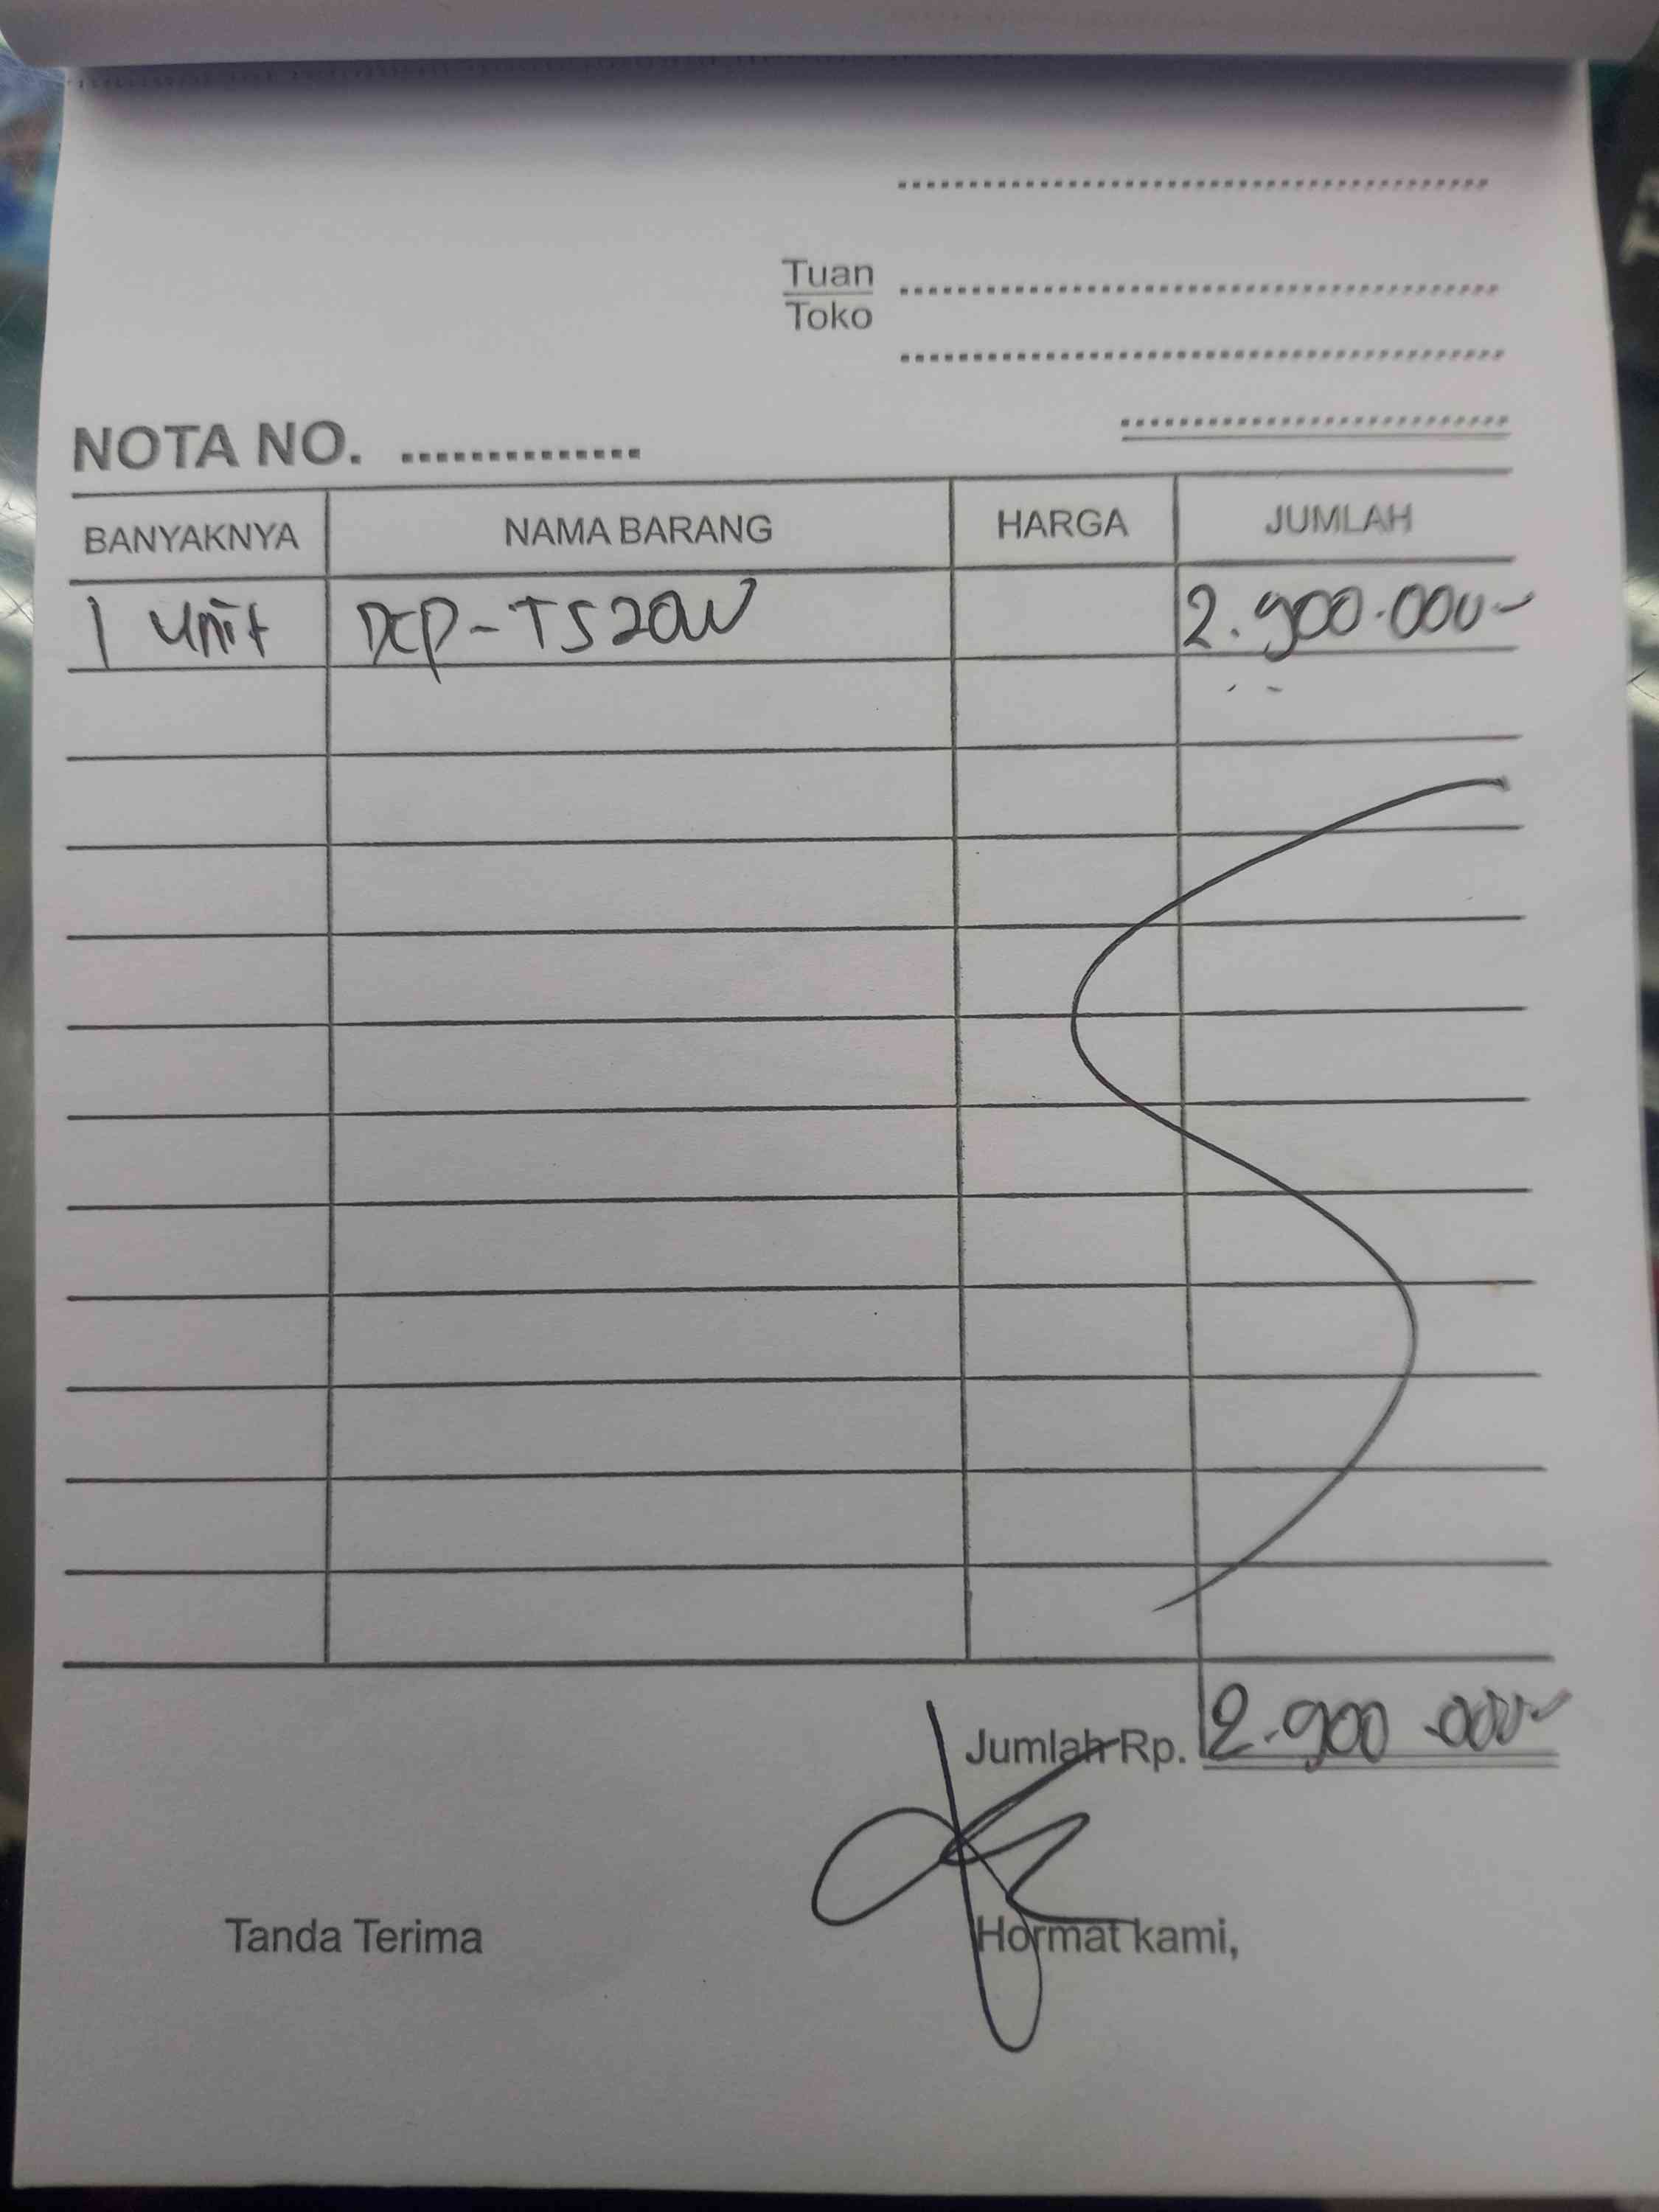 Tuan
Toko
NOTA NO. ..............
BANYAKNYA NAMA BARANG HARGA JUMLAH
1 unit DCP-T520W 2.900.000-
Jumlah Rp. 2.900.000-
Tanda Terima Hormat kami,